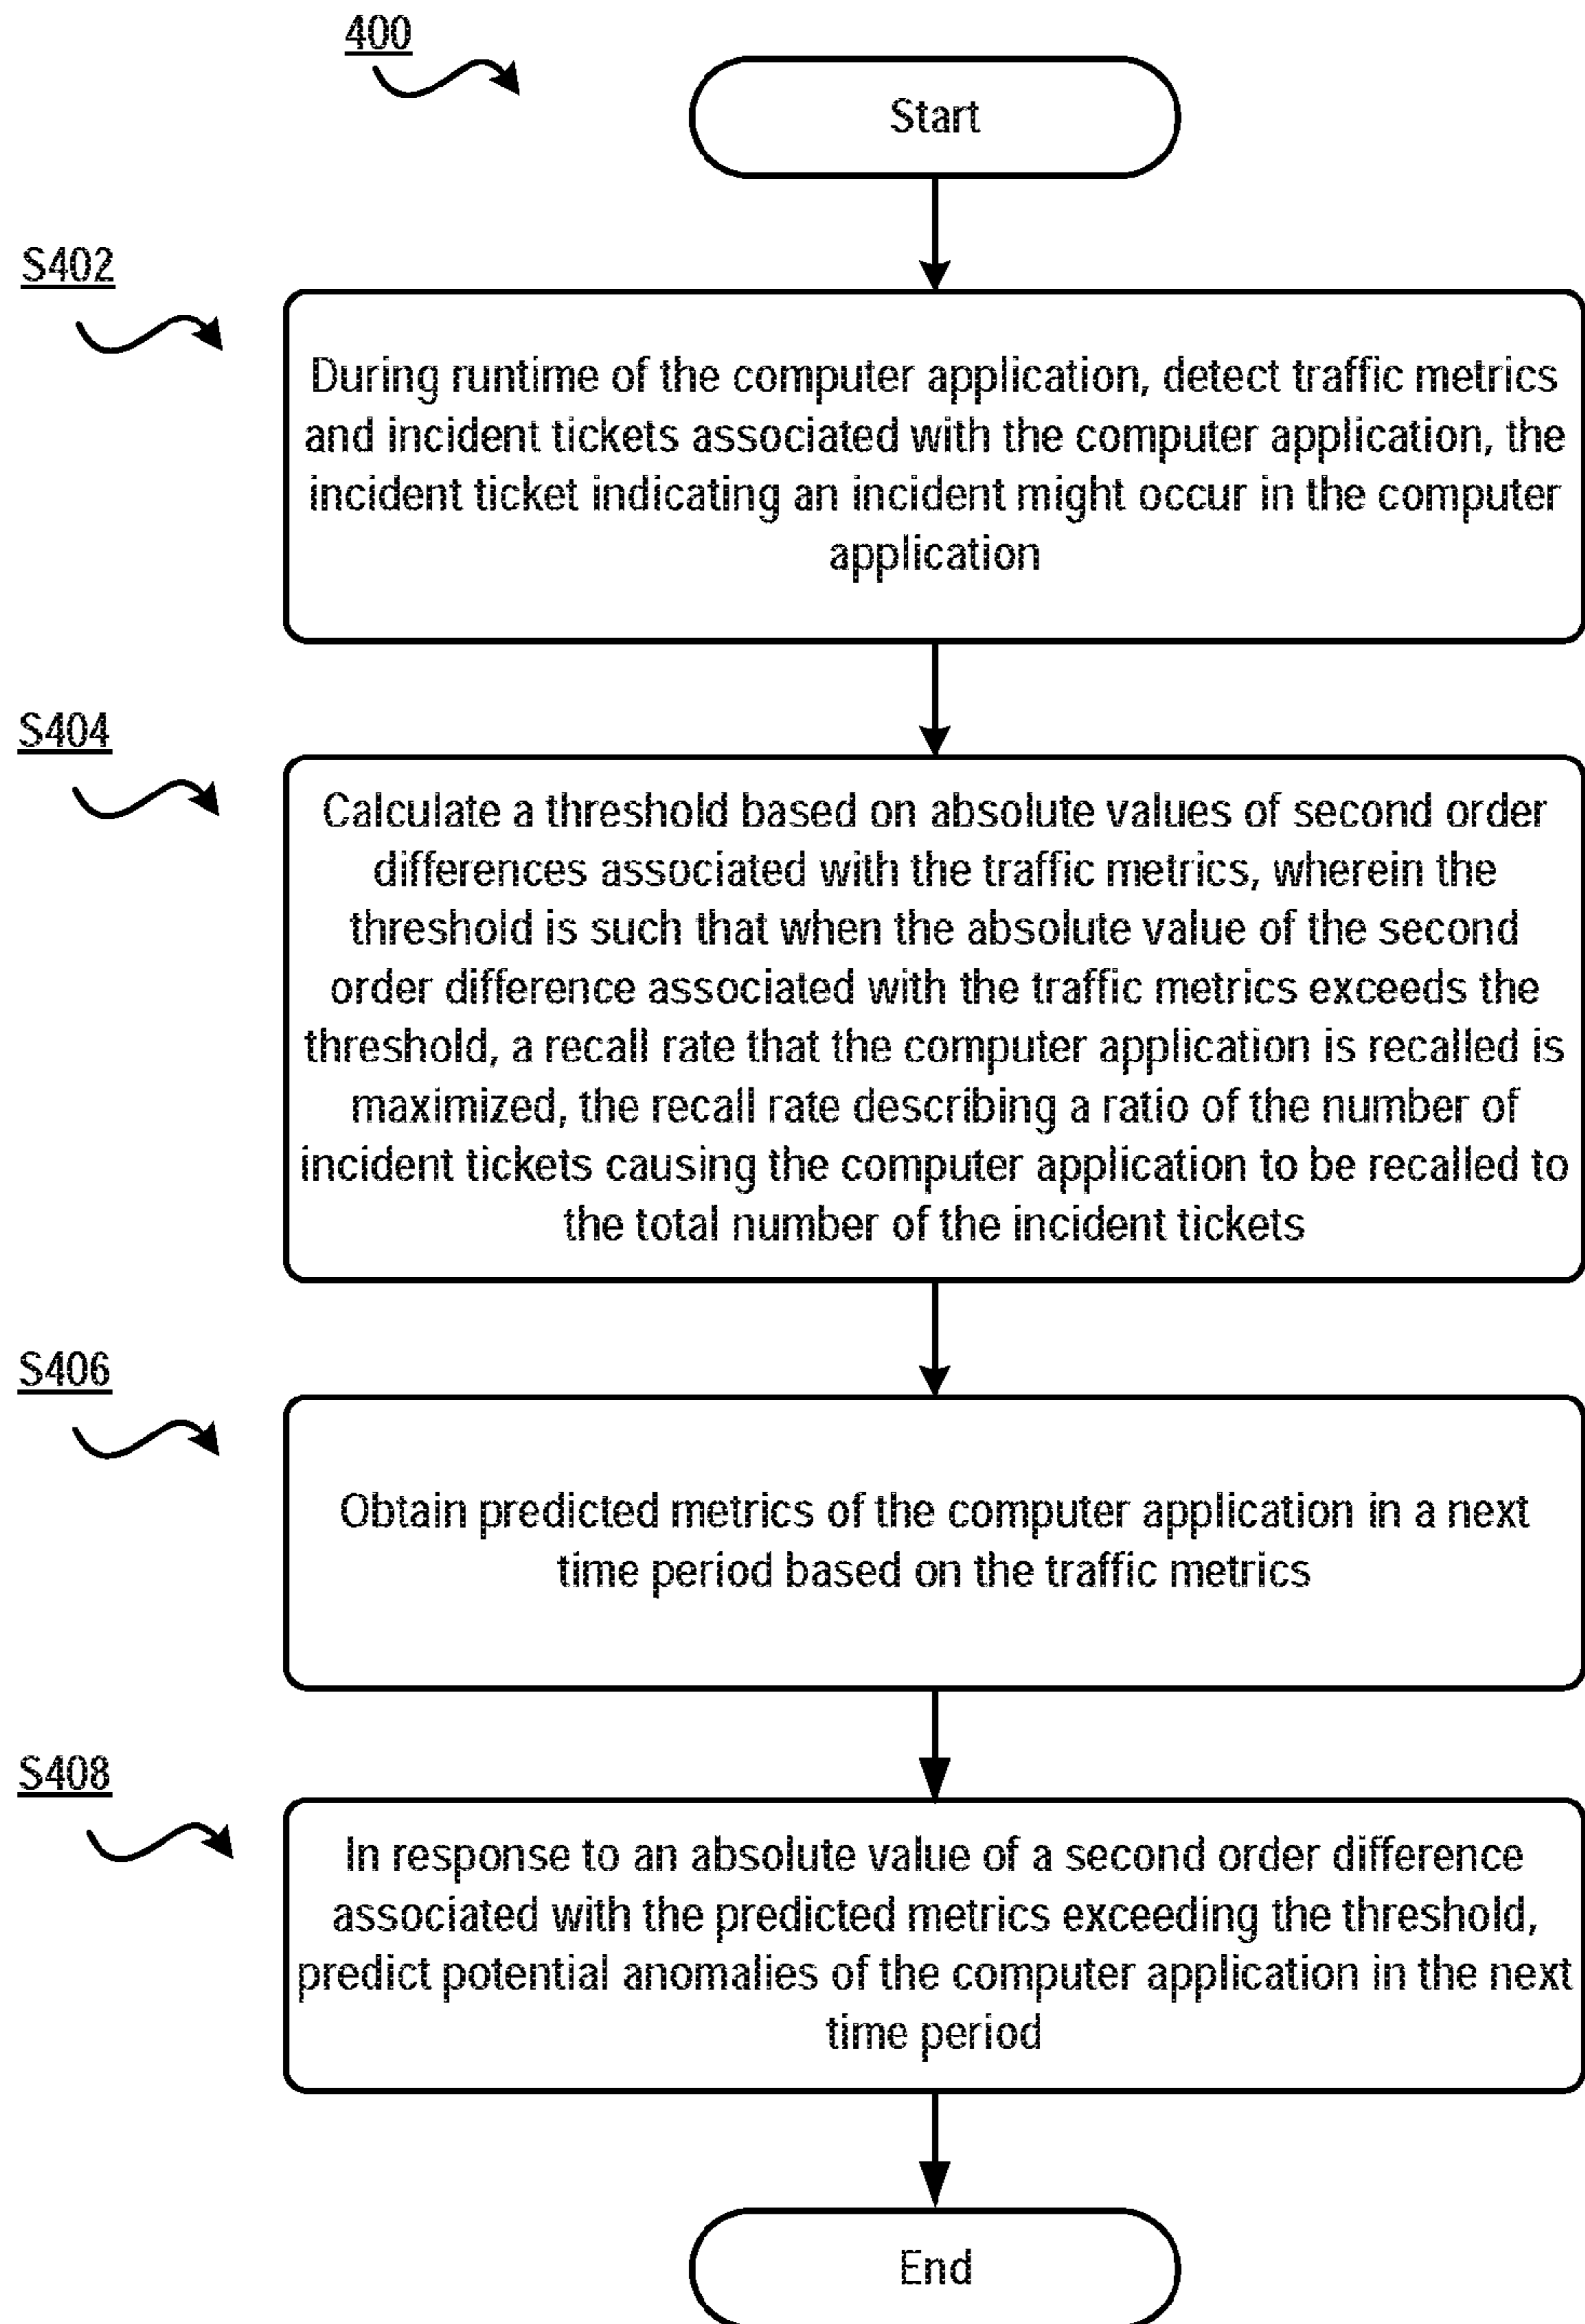 400
Start
S402
During runtime of the computer application, detect traffic metrics
and incident tickets associated with the computer application, the
incident ticket indicating an incident might occur in the computer
application
S404
Calculate a threshold based on absolute values of second order
differences associated with the traffic metrics, wherein the
threshold is such that when the absolute value of the second
order difference associated with the traffic metrics exceeds the
threshold, a recall rate that the computer application is recalled is
maximized, the recall rate describing a ratio of the number of
incident tickets causing the computer application to be recalled to
the total number of the incident tickets
S406
Obtain predicted metrics of the computer application in a next
time period based on the traffic metrics
S408
In response to an absolute value of a second order difference
associated with the predicted metrics exceeding the threshold,
predict potential anomalies of the computer application in the next
time period
End